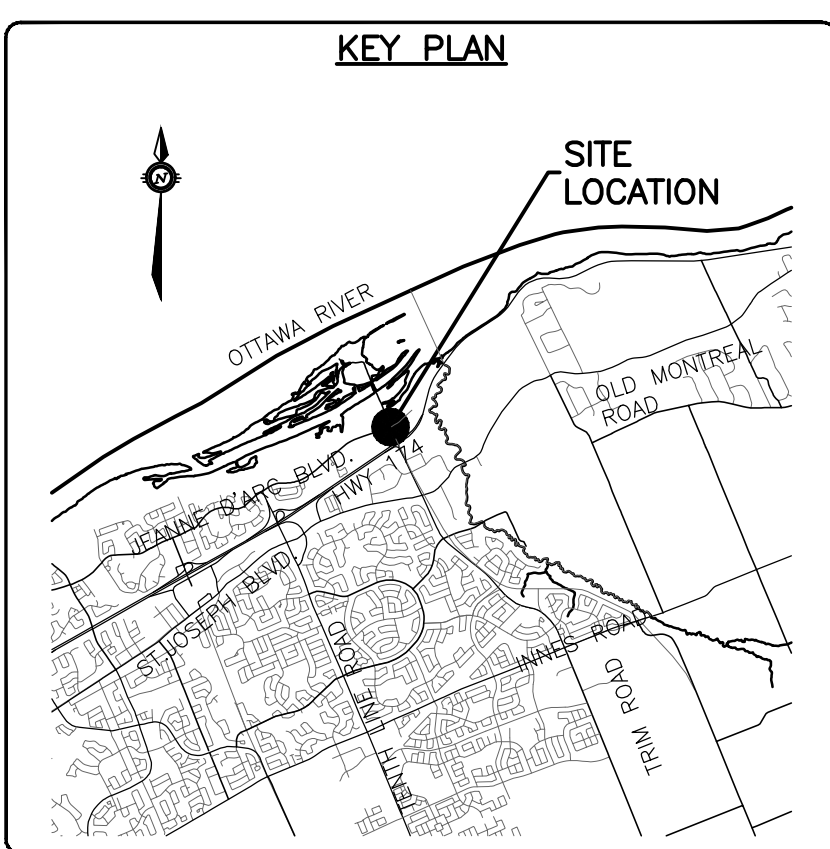 KEY PLAN
N
SITE
LOCATION
OTTAWA RIVER
OLD MONTREAL
ROAD
JEANNE D'ARC BLVD.
HWY 174
ST.JOSEPH BLVD.
INNES ROAD
TENTH LINE ROAD
TRIM ROAD